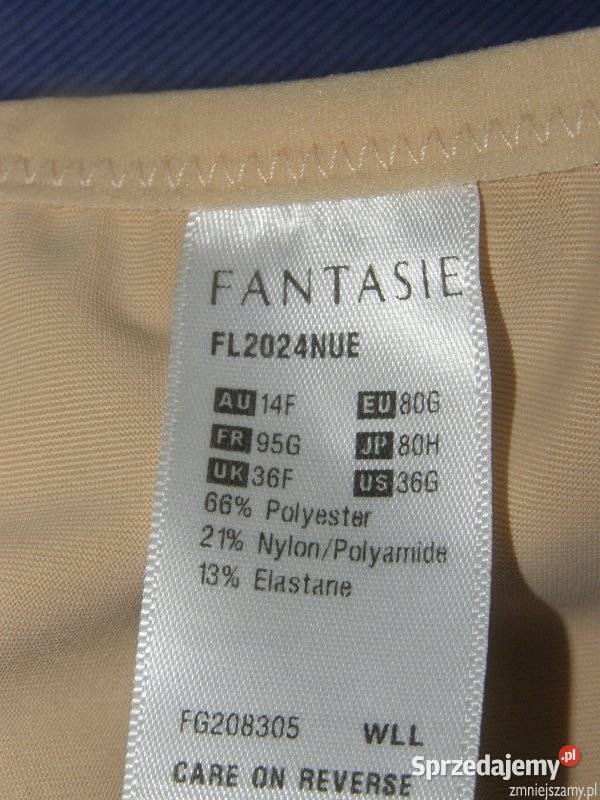 FANTASIE
FL2024NUE
AU 14F EU 80G
FR 95G JP 80H
UK 36F US 36G
66% Polyester
21% Nylon/Polyamide
13% Elastane
FG208305 WLL
CARE ON REVERSE
Sprzedajemy.pl
zmniejszamy.pl